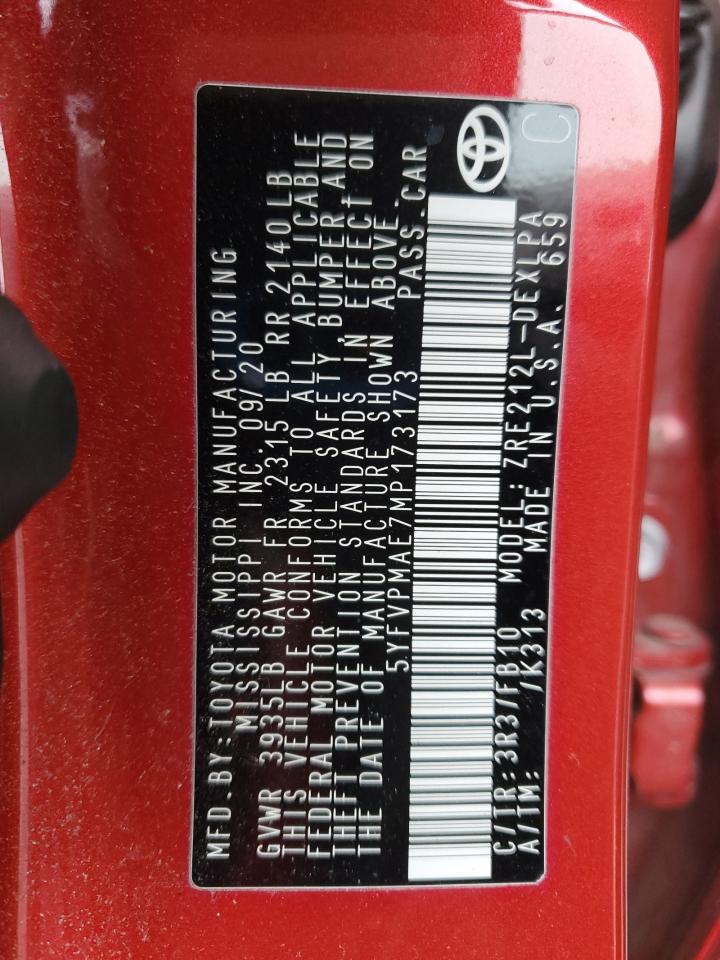 MFD.BY:TOYOTA MOTOR MANUFACTURING
MISSISSIPPI INC. 09/20
GVWR 3935LB GAWR FR 2315 LB RR 2140 LB
THIS VEHICLE CONFORMS TO ALL APPLICABLE
FEDERAL MOTOR VEHICLE SAFETY, BUMPER, AND
THEFT PREVENTION STANDARDS IN EFFECT ON
THE DATE OF MANUFACTURE SHOWN ABOVE.
5YFVPMAE7MP173173 PASS.CAR
C/TR:3R3/FB10 MODEL:ZRE212L-DEXLPA
A/TM: /K313 MADE IN U.S.A. 659
C